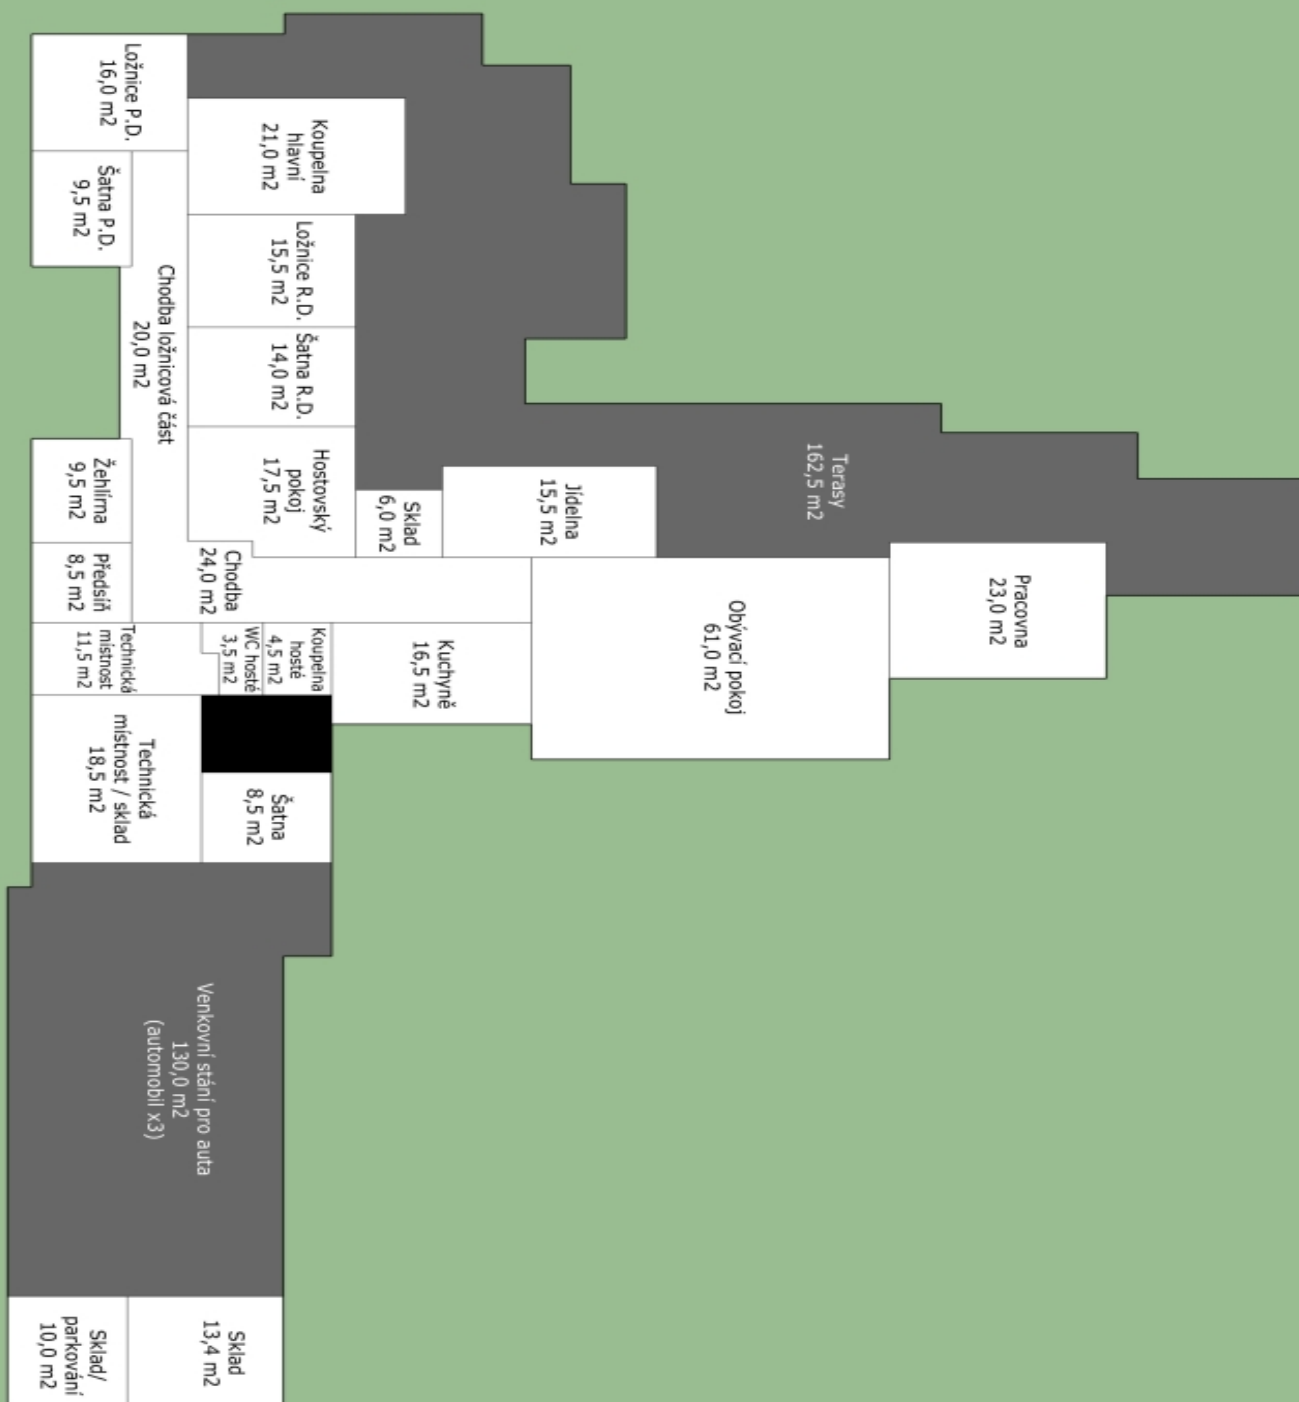 Ložnice P.D.
16,0 m2
Šatna P.D.
9,5 m2
Koupelna
hlavní
21,0 m2
Ložnice R.D.
15,5 m2
Šatna R.D.
14,0 m2
Chodba ložnicová část
20,0 m2
Hostovský
pokoj
17,5 m2
Žehlírna
9,5 m2
Předsíň
8,5 m2
Chodba
24,0 m2
Sklad
6,0 m2
Jídelna
15,5 m2
Terasy
162,5 m2
Pracovna
23,0 m2
Obývací pokoj
61,0 m2
Kuchyně
16,5 m2
Koupelna
hosté
4,5 m2
WC hosté
3,5 m2
Technická
místnost
11,5 m2
Technická
místnost / sklad
18,5 m2
Šatna
8,5 m2
Venkovní stání pro auta
130,0 m2
(automobil x3)
Sklad
13,4 m2
Sklad/
parkování
10,0 m2